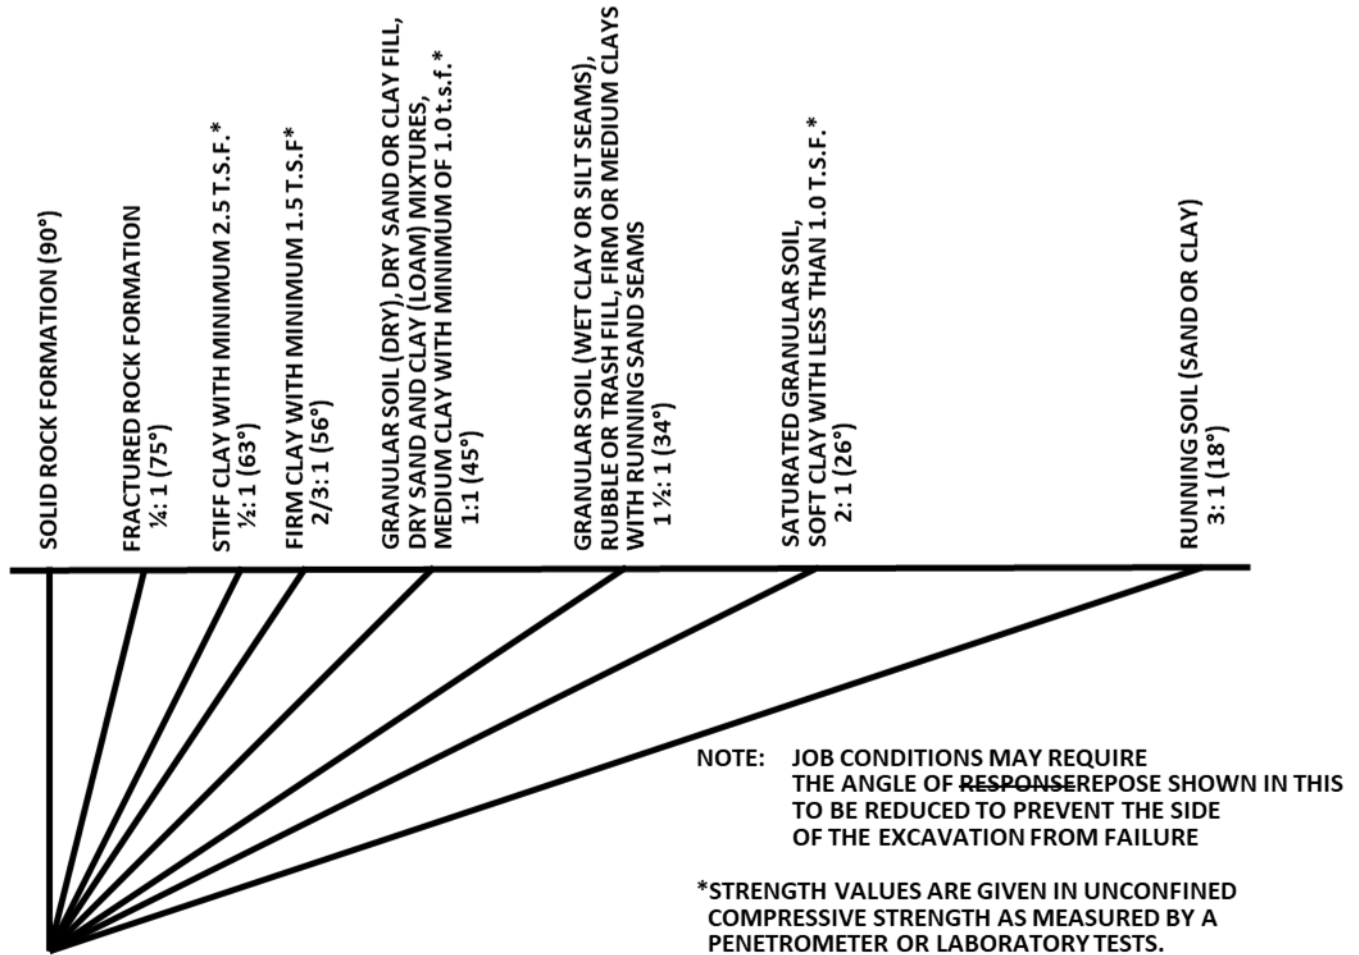 SOLID ROCK FORMATION (90°)
FRACTURED ROCK FORMATION
¼: 1 (75°)
STIFF CLAY WITH MINIMUM 2.5 T.S.F.*
½: 1 (63°)
FIRM CLAY WITH MINIMUM 1.5 T.S.F*
2/3: 1 (56°)
GRANULAR SOIL (DRY), DRY SAND OR CLAY FILL,
DRY SAND AND CLAY (LOAM) MIXTURES,
MEDIUM CLAY WITH MINIMUM OF 1.0 t.s.f.*
1:1 (45°)
GRANULAR SOIL (WET CLAY OR SILT SEAMS),
RUBBLE OR TRASH FILL, FIRM OR MEDIUM CLAYS
WITH RUNNING SAND SEAMS
1 ½: 1 (34°)
SATURATED GRANULAR SOIL,
SOFT CLAY WITH LESS THAN 1.0 T.S.F.*
2: 1 (26°)
RUNNING SOIL (SAND OR CLAY)
3: 1 (18°)
NOTE: JOB CONDITIONS MAY REQUIRE
THE ANGLE OF RESPONSEREPOSE SHOWN IN THIS
TO BE REDUCED TO PREVENT THE SIDE
OF THE EXCAVATION FROM FAILURE
*STRENGTH VALUES ARE GIVEN IN UNCONFINED
COMPRESSIVE STRENGTH AS MEASURED BY A
PENETROMETER OR LABORATORY TESTS.